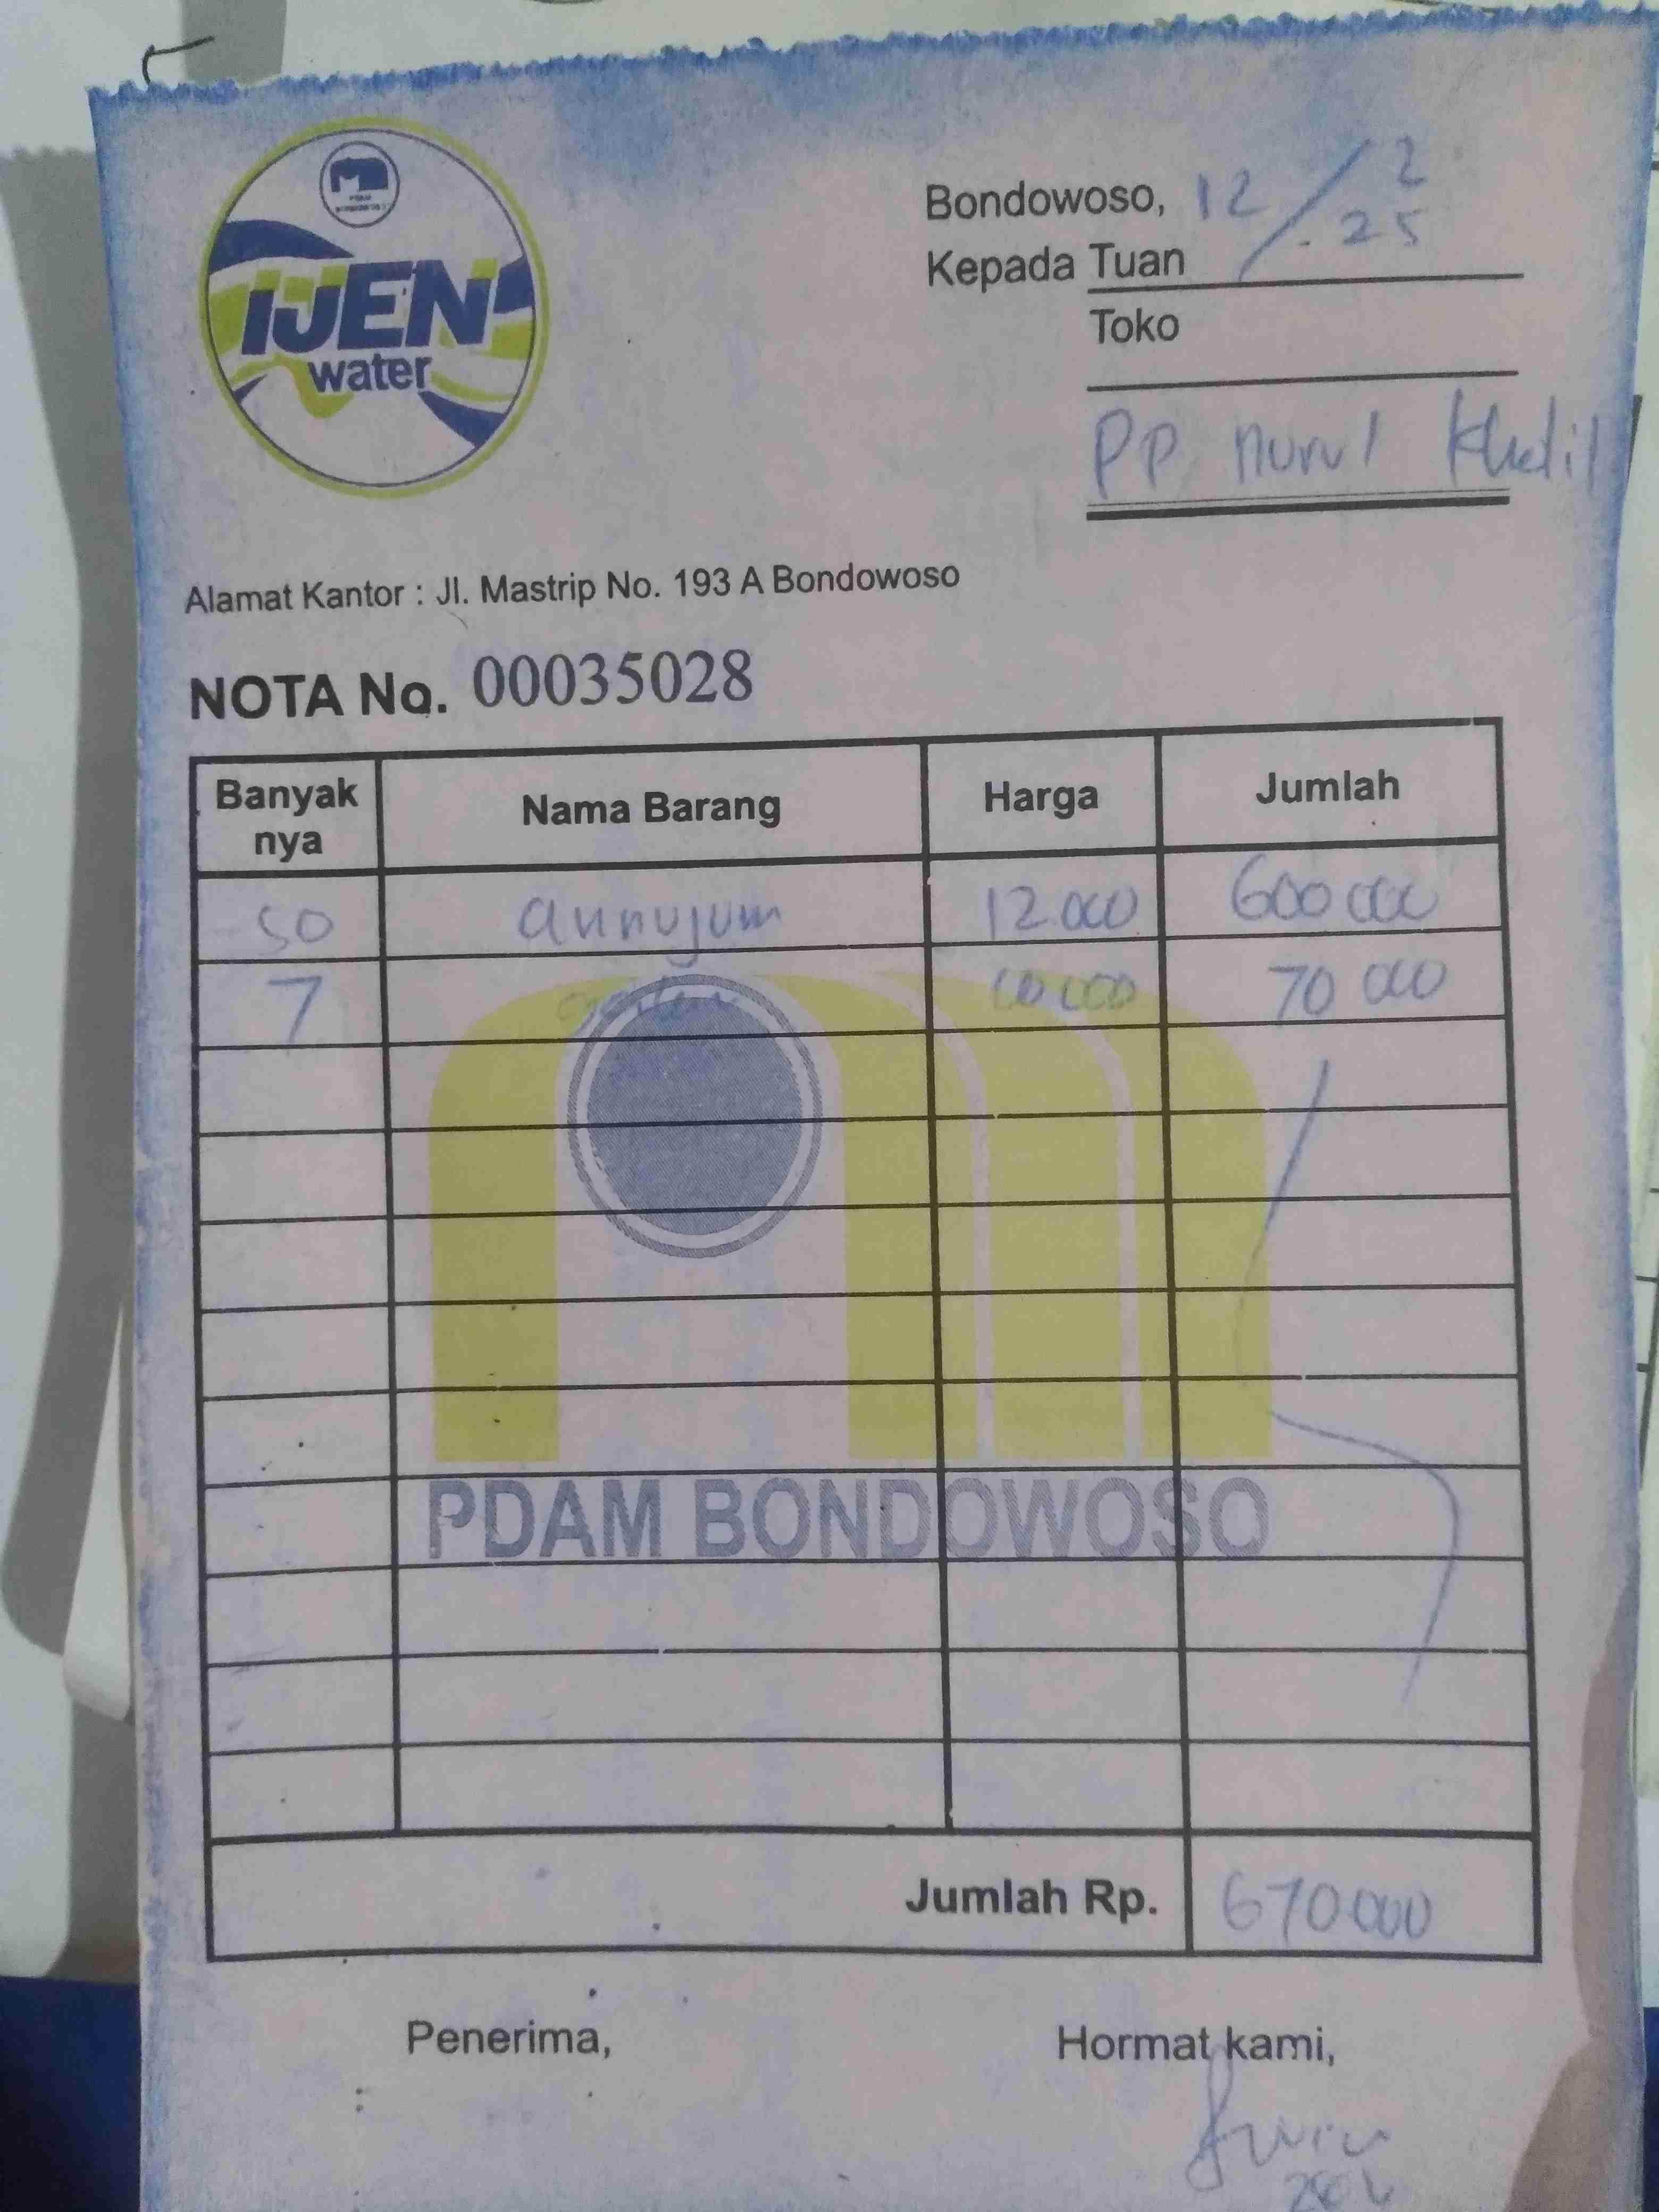 IJEN
water
Bondowoso, 12/2.25
Kepada Tuan
Toko
PP nurul Kholil
Alamat Kantor : Jl. Mastrip No. 193 A Bondowoso
NOTA No. 00035028
Banyak nya Nama Barang Harga Jumlah
50 annujum 12.000 600 000
7 10 000 70 000
PDAM BONDOWOSO
Jumlah Rp. 670 000
Penerima, Hormat kami,